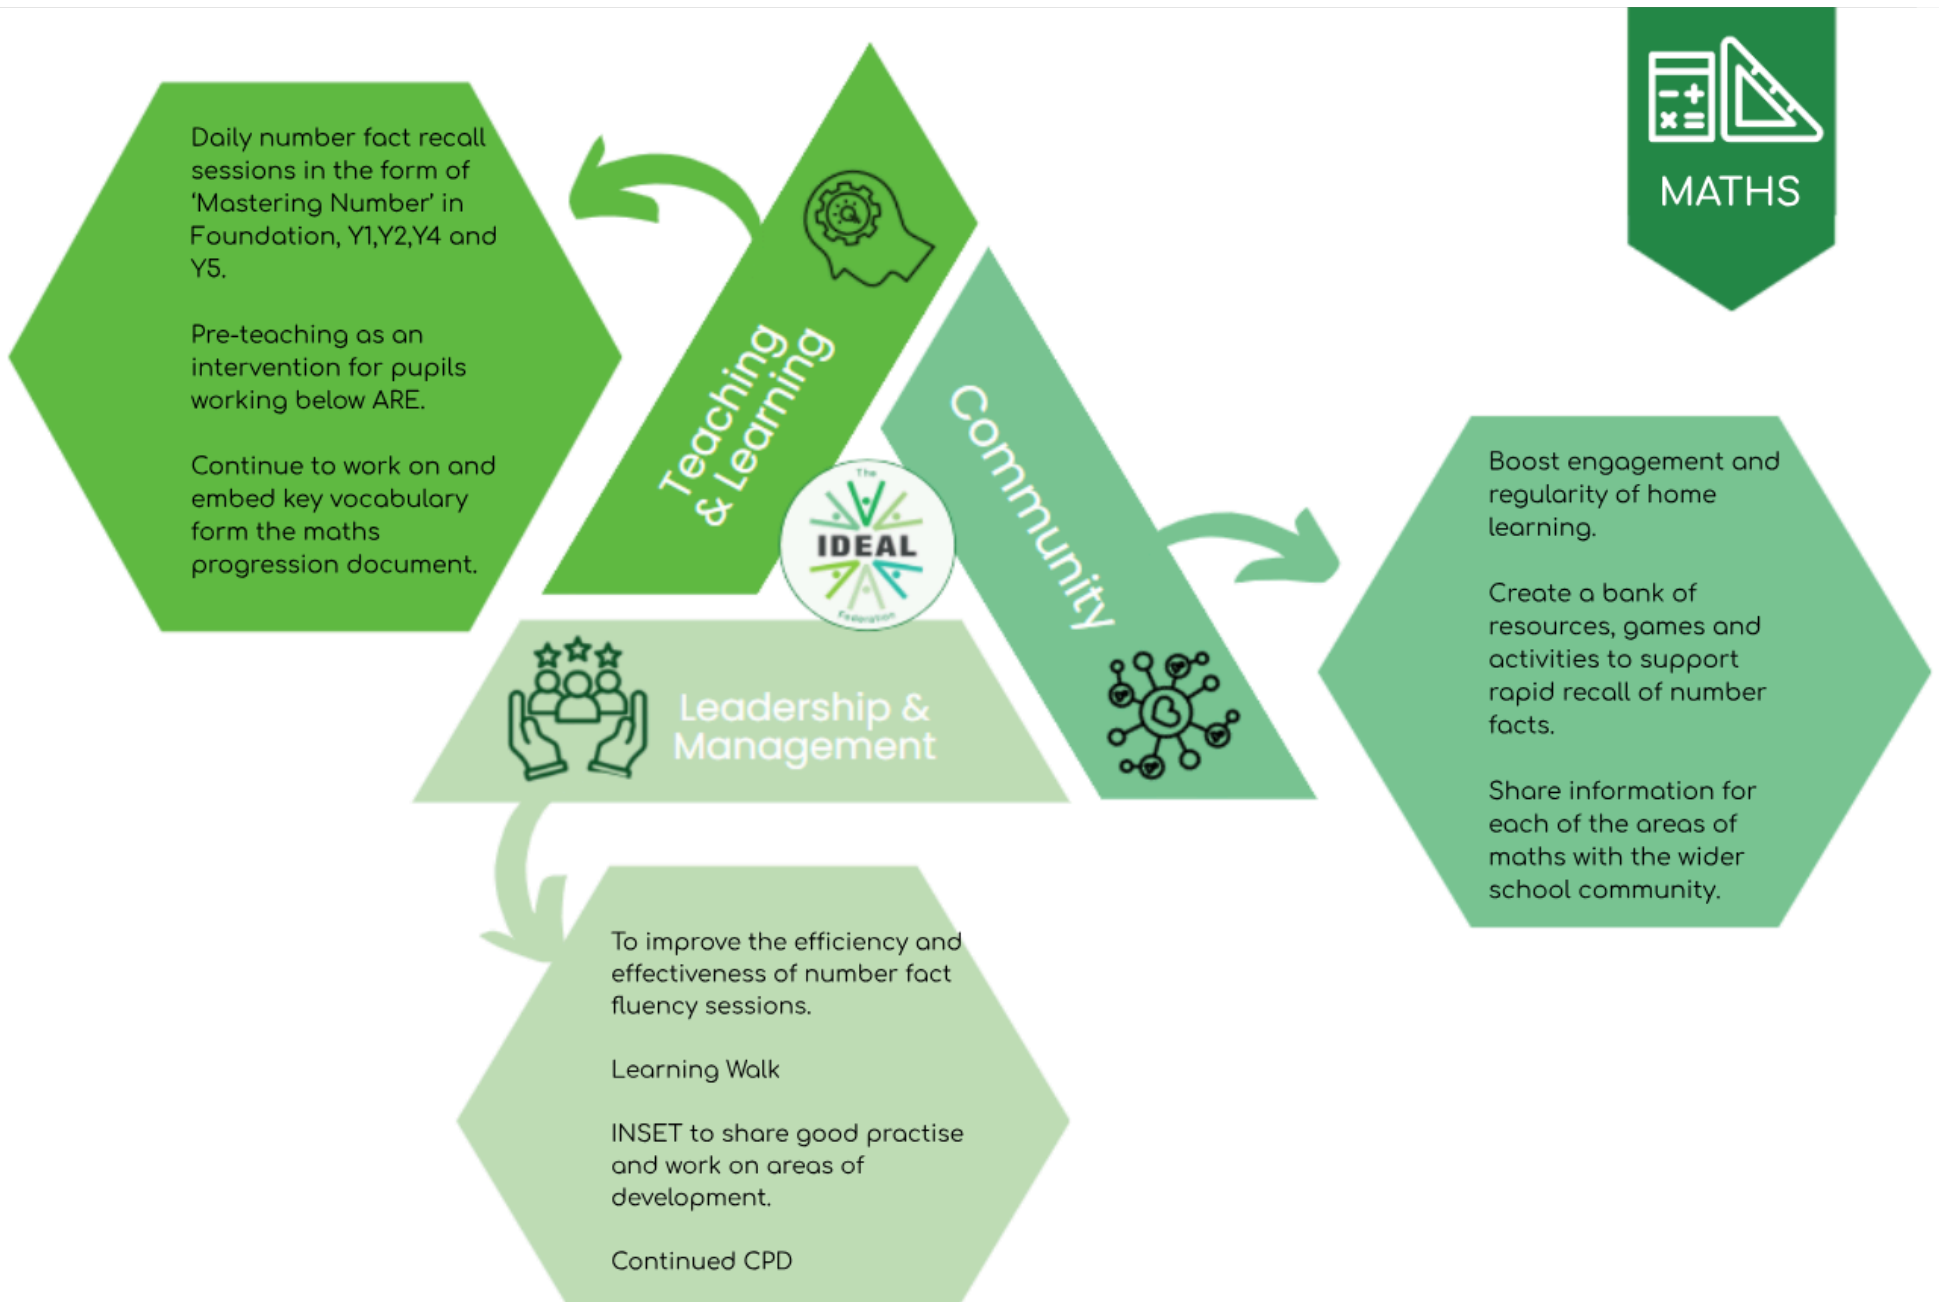 MATHS
Daily number fact recall
sessions in the form of
‘Mastering Number’ in
Foundation, Y1,Y2,Y4 and
Y5.
Pre-teaching as an
intervention for pupils
working below ARE.
Continue to work on and
embed key vocabulary
form the maths
progression document.
Teaching
& Learning
Community
The
IDEAL
Federation
Leadership &
Management
Boost engagement and
regularity of home
learning.
Create a bank of
resources, games and
activities to support
rapid recall of number
facts.
Share information for
each of the areas of
maths with the wider
school community.
To improve the efficiency and
effectiveness of number fact
fluency sessions.
Learning Walk
INSET to share good practise
and work on areas of
development.
Continued CPD